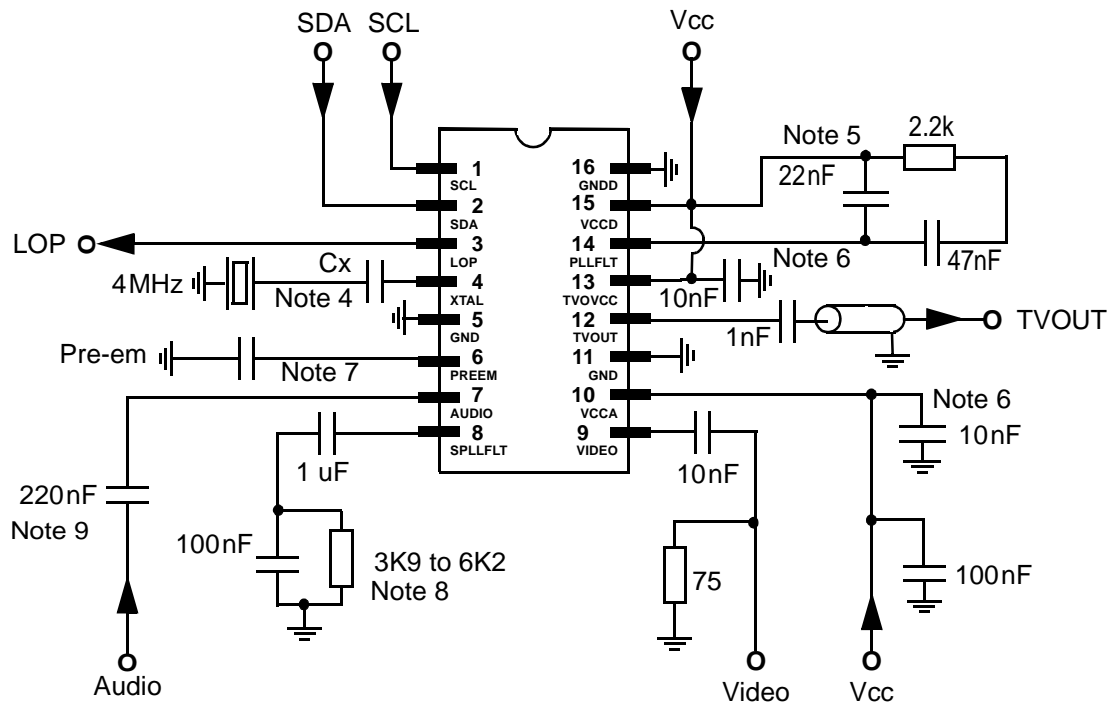 SDA SCL
Vcc
Note 5
2.2k
22nF
47nF
Note 6
10nF
1nF
TVOUT
LOP
4MHz
Cx
Note 4
Pre-em
Note 7
1
SCL
2
SDA
3
LOP
4
XTAL
5
GND
6
PREEM
7
AUDIO
8
SPLLFLT
16
GNDD
15
VCCD
14
PLLFLT
13
TVOVCC
12
TVOUT
11
GND
10
VCCA
9
VIDEO
1 uF
220nF
Note 9
100nF
3K9 to 6K2
Note 8
Audio
10nF
75
Video
Note 6
10nF
100nF
Vcc